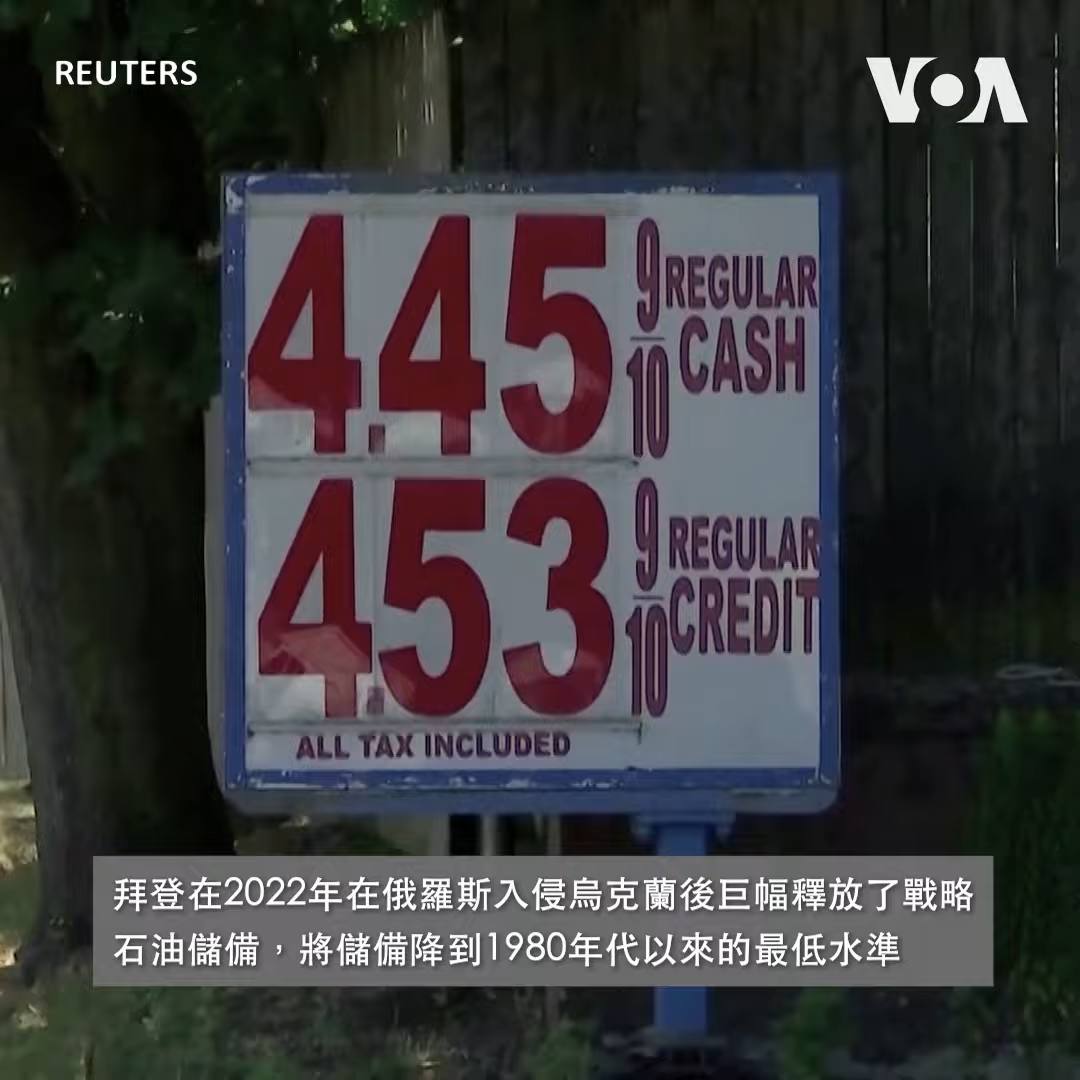 REUTERS
VOA
4.45 9/10 REGULAR CASH
4.53 9/10 REGULAR CREDIT
ALL TAX INCLUDED
拜登在2022年在俄羅斯入侵烏克蘭後巨幅釋放了戰略
石油儲備，將儲備降到1980年代以來的最低水準